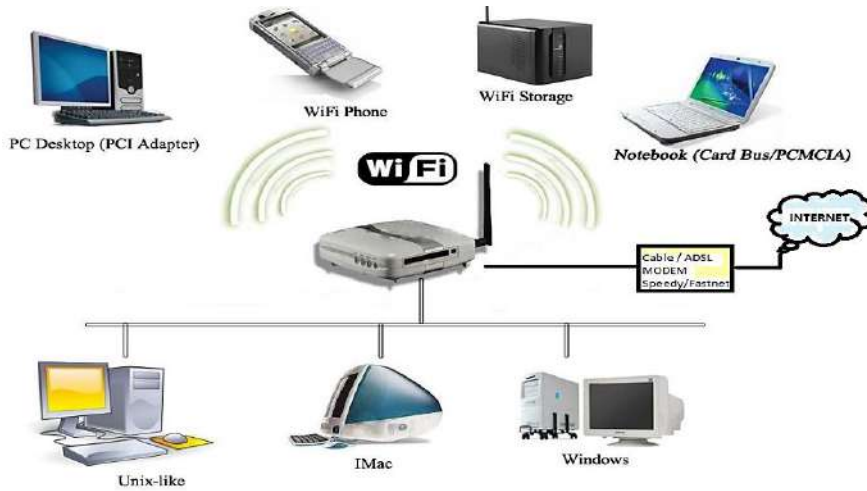 WiFi Phone
WiFi Storage
PC Desktop (PCI Adapter)
Notebook (Card Bus/PCMCIA)
Wi Fi
INTERNET
Cable / ADSL
MODEM
Speedy/Fastnet
Unix-like
IMac
Windows